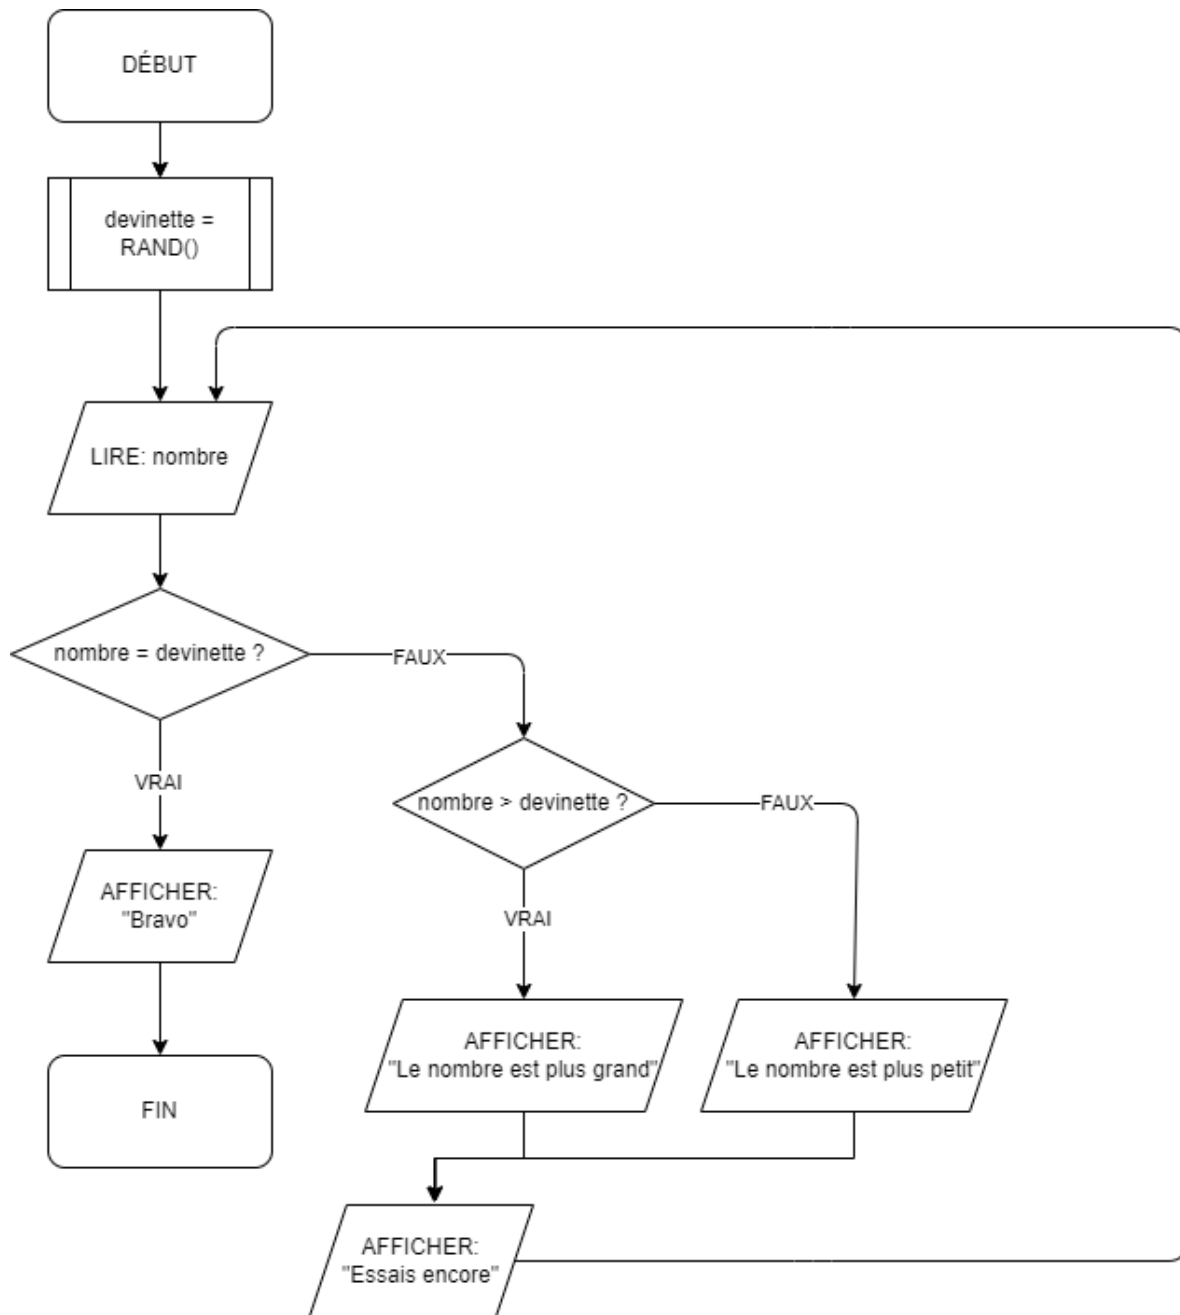 DÉBUT
devinette =
RAND()
LIRE: nombre
nombre = devinette ?
FAUX
VRAI
nombre > devinette ?
FAUX
VRAI
AFFICHER:
"Bravo"
FIN
AFFICHER:
"Le nombre est plus grand"
AFFICHER:
"Le nombre est plus petit"
AFFICHER:
"Essais encore"